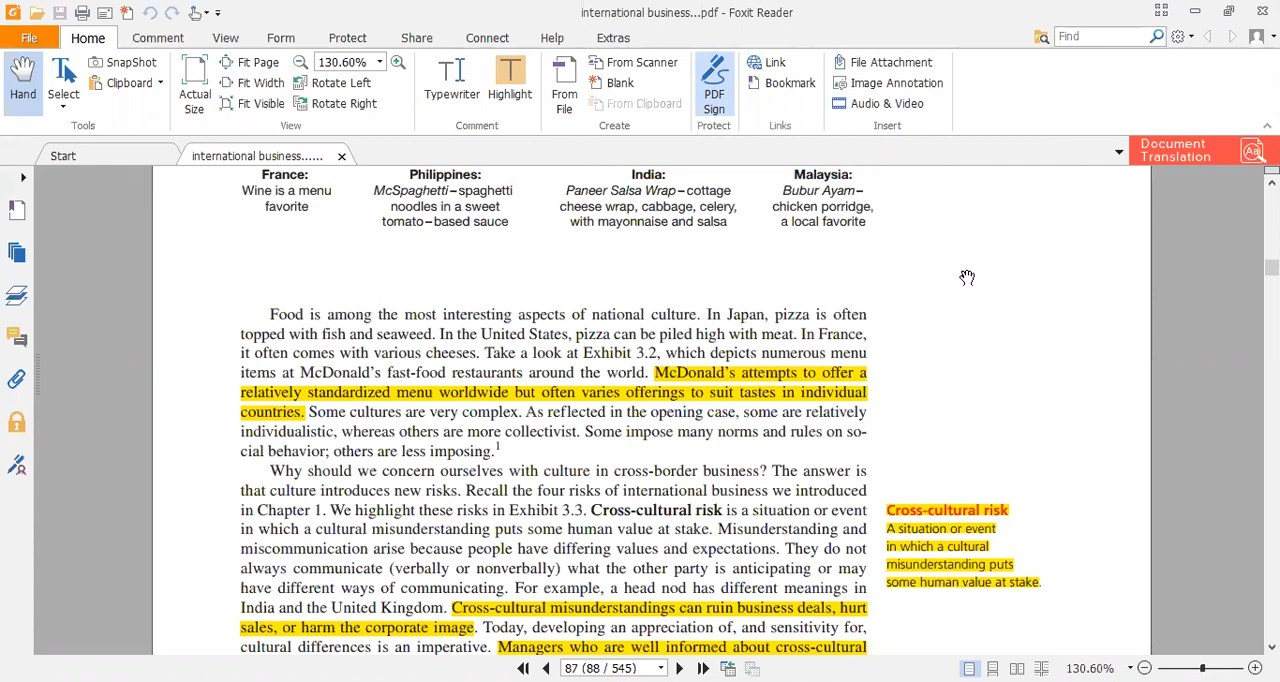 international business...pdf - Foxit Reader
File Home Comment View Form Protect Share Connect Help Extras
Find
Hand
Select
SnapShot
Clipboard
Tools
Actual Size
Fit Page
Fit Width
Fit Visible
130.60%
Rotate Left
Rotate Right
View
Typewriter
Highlight
Comment
From File
From Scanner
Blank
From Clipboard
Create
PDF Sign
Protect
Link
Bookmark
Links
File Attachment
Image Annotation
Audio & Video
Insert
Start
international business......
Document Translation
France:
Wine is a menu
favorite
Philippines:
McSpaghetti–spaghetti
noodles in a sweet
tomato–based sauce
India:
Paneer Salsa Wrap–cottage
cheese wrap, cabbage, celery,
with mayonnaise and salsa
Malaysia:
Bubur Ayam–
chicken porridge,
a local favorite
Food is among the most interesting aspects of national culture. In Japan, pizza is often
topped with fish and seaweed. In the United States, pizza can be piled high with meat. In France,
it often comes with various cheeses. Take a look at Exhibit 3.2, which depicts numerous menu
items at McDonald's fast-food restaurants around the world. McDonald's attempts to offer a
relatively standardized menu worldwide but often varies offerings to suit tastes in individual
countries. Some cultures are very complex. As reflected in the opening case, some are relatively
individualistic, whereas others are more collectivist. Some impose many norms and rules on so-
cial behavior; others are less imposing.1
Why should we concern ourselves with culture in cross-border business? The answer is
that culture introduces new risks. Recall the four risks of international business we introduced
in Chapter 1. We highlight these risks in Exhibit 3.3. Cross-cultural risk is a situation or event
in which a cultural misunderstanding puts some human value at stake. Misunderstanding and
miscommunication arise because people have differing values and expectations. They do not
always communicate (verbally or nonverbally) what the other party is anticipating or may
have different ways of communicating. For example, a head nod has different meanings in
India and the United Kingdom. Cross-cultural misunderstandings can ruin business deals, hurt
sales, or harm the corporate image. Today, developing an appreciation of, and sensitivity for,
cultural differences is an imperative. Managers who are well informed about cross-cultural
Cross-cultural risk
A situation or event
in which a cultural
misunderstanding puts
some human value at stake.
87 (88 / 545)
130.60%